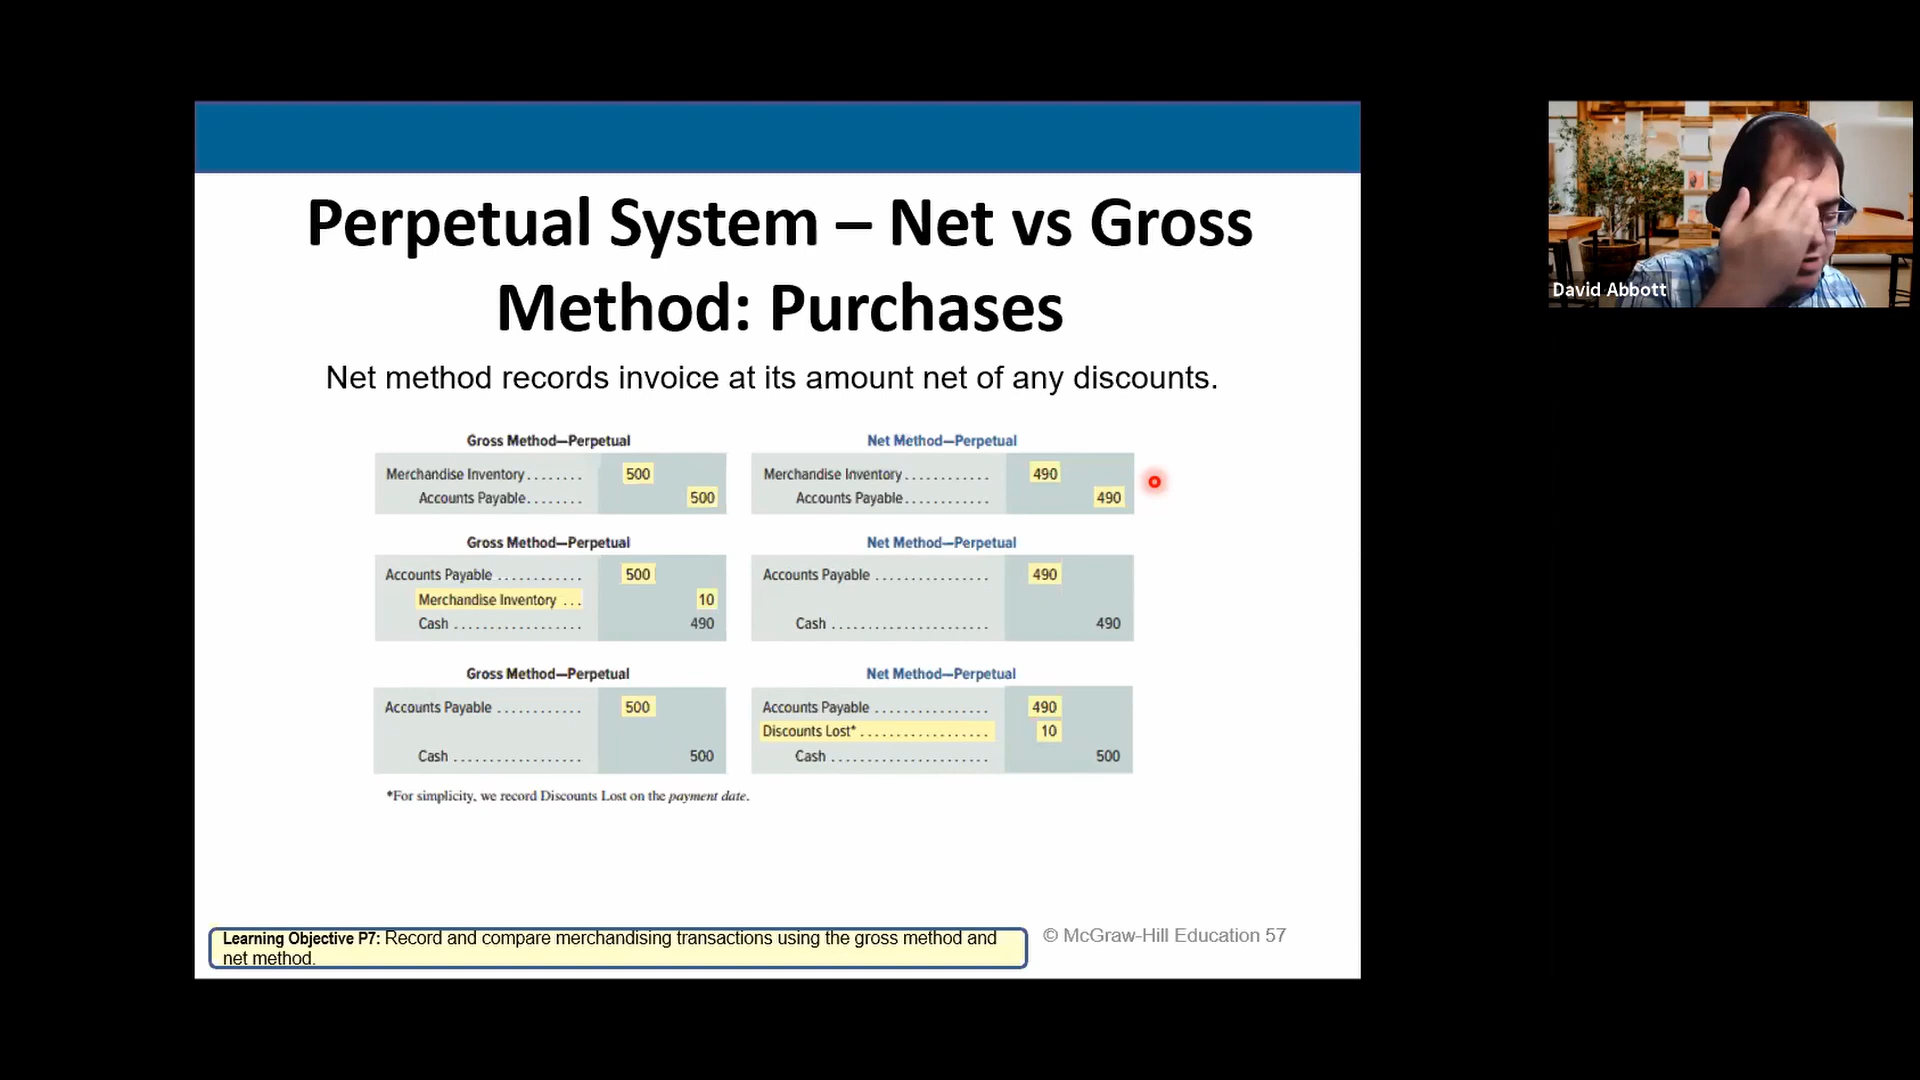 Perpetual System – Net vs Gross
Method: Purchases
Net method records invoice at its amount net of any discounts.
Gross Method—Perpetual
Merchandise Inventory ........ 500
Accounts Payable ........ 500
Net Method—Perpetual
Merchandise Inventory ............ 490
Accounts Payable ............ 490
Gross Method—Perpetual
Accounts Payable ............ 500
Merchandise Inventory ... 10
Cash .................. 490
Net Method—Perpetual
Accounts Payable ................ 490
Cash ...................... 490
Gross Method—Perpetual
Accounts Payable ............ 500
Cash .................. 500
Net Method—Perpetual
Accounts Payable ................ 490
Discounts Lost* .................. 10
Cash ...................... 500
*For simplicity, we record Discounts Lost on the payment date.
Learning Objective P7: Record and compare merchandising transactions using the gross method and
net method.
© McGraw-Hill Education 57
David Abbott